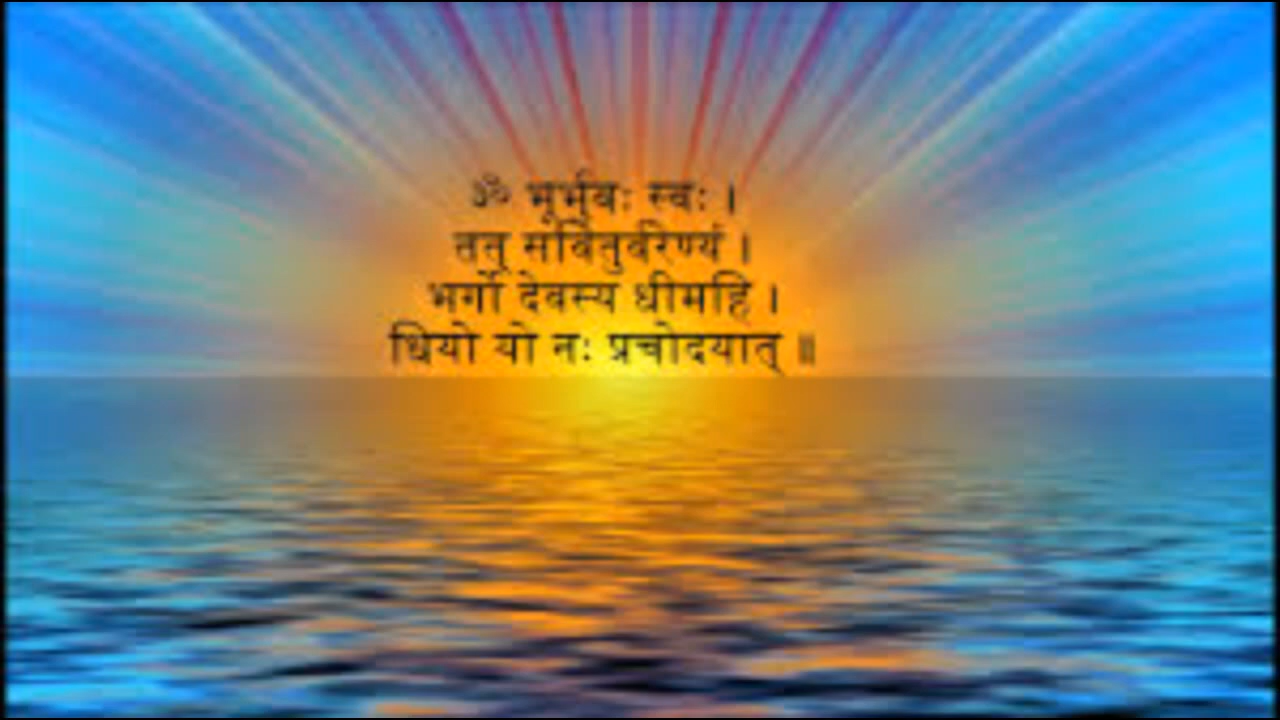 ॐ भूर्भुवः स्वः ।
तत् सवितुर्वरेण्यं ।
भर्गो देवस्य धीमहि ।
धियो यो नः प्रचोदयात् ॥